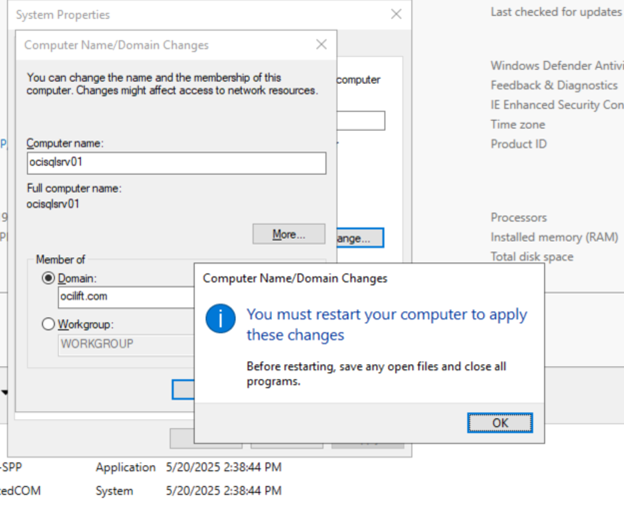 System Properties
Last checked for updates
Computer Name/Domain Changes
You can change the name and the membership of this
computer. Changes might affect access to network resources.
computer
Windows Defender Antivi
Feedback & Diagnostics
IE Enhanced Security Con
Time zone
Product ID
Computer name:
ocisqlsrv01
Full computer name:
ocisqlsrv01
More...
ange...
Processors
Installed memory (RAM)
Total disk space
Member of
Domain:
ocilift.com
Workgroup:
WORKGROUP
Computer Name/Domain Changes
You must restart your computer to apply
these changes
Before restarting, save any open files and close all
programs.
OK
-SPP Application 5/20/2025 2:38:44 PM
tedCOM System 5/20/2025 2:38:44 PM